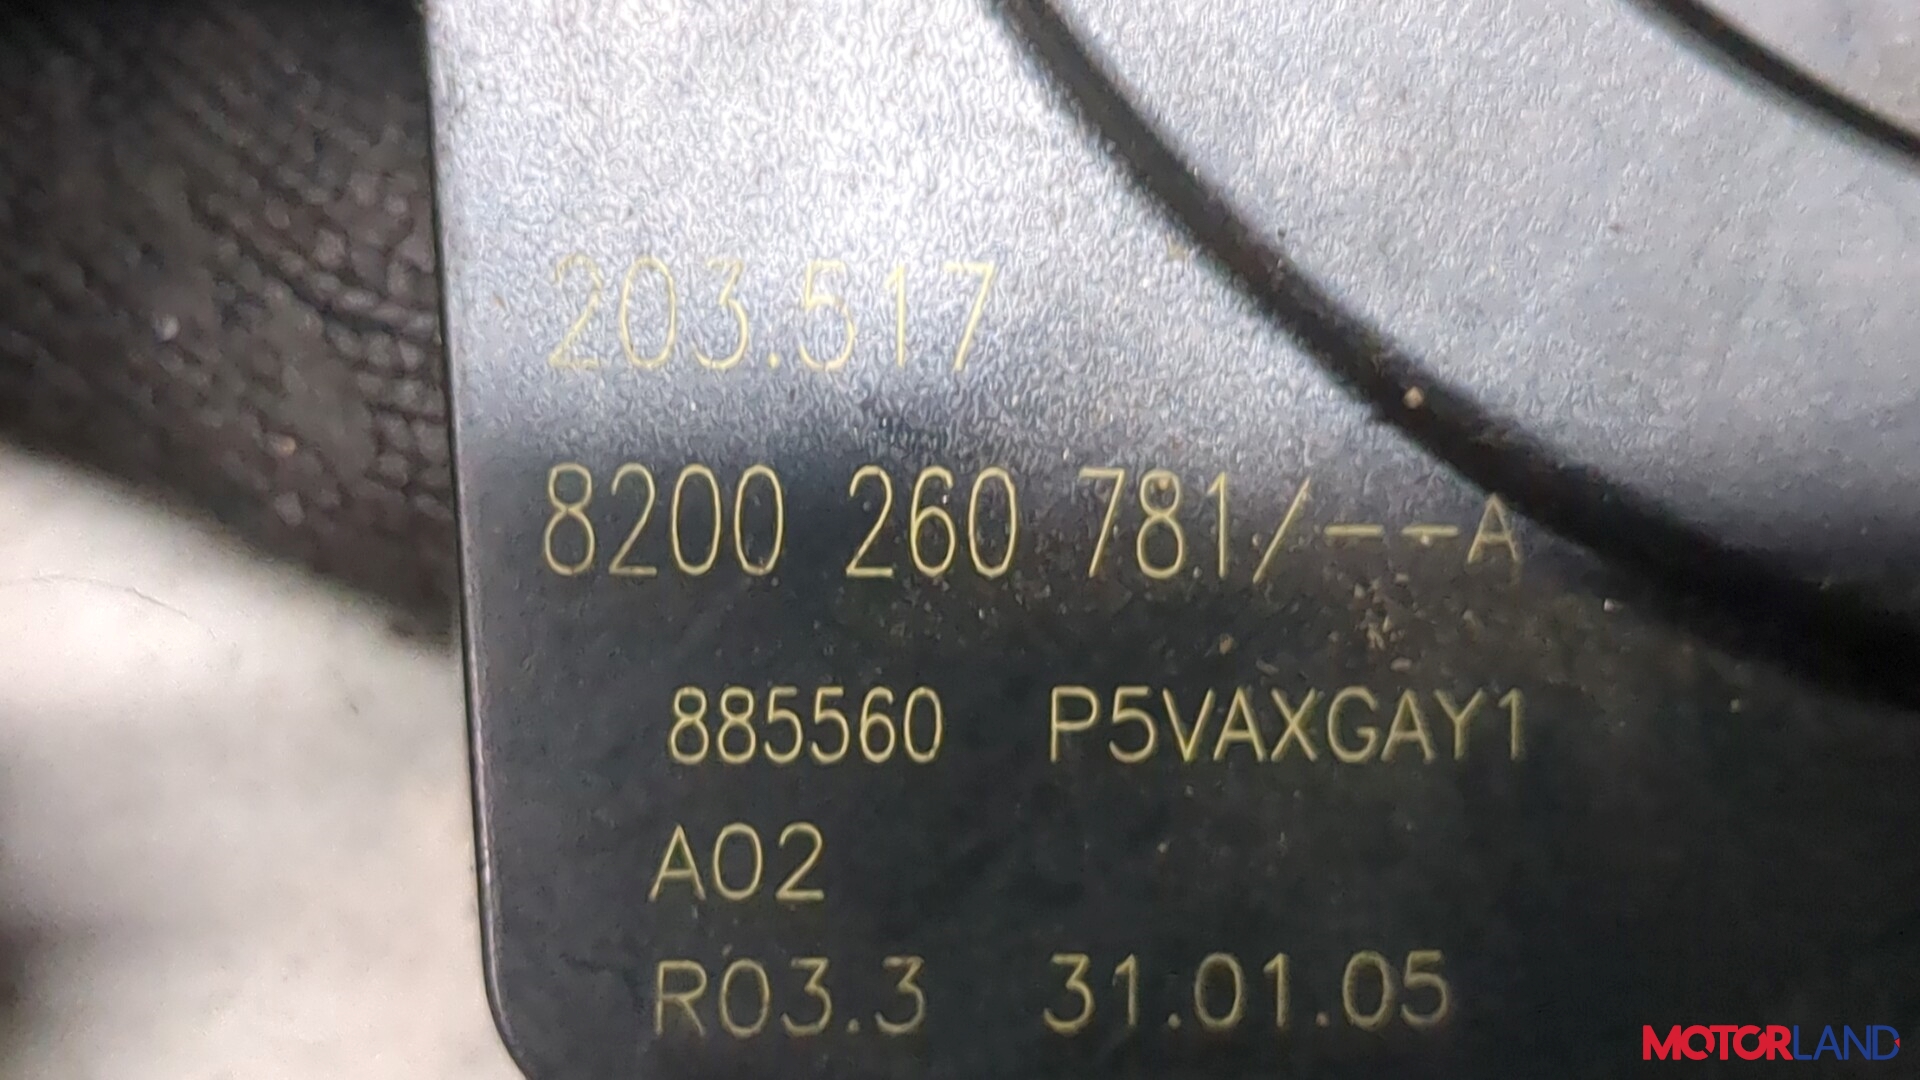 203.517
8200 260 781/--A
885560 P5VAXGAY1
A02
R03.3 31.01.05
MOTORLAND